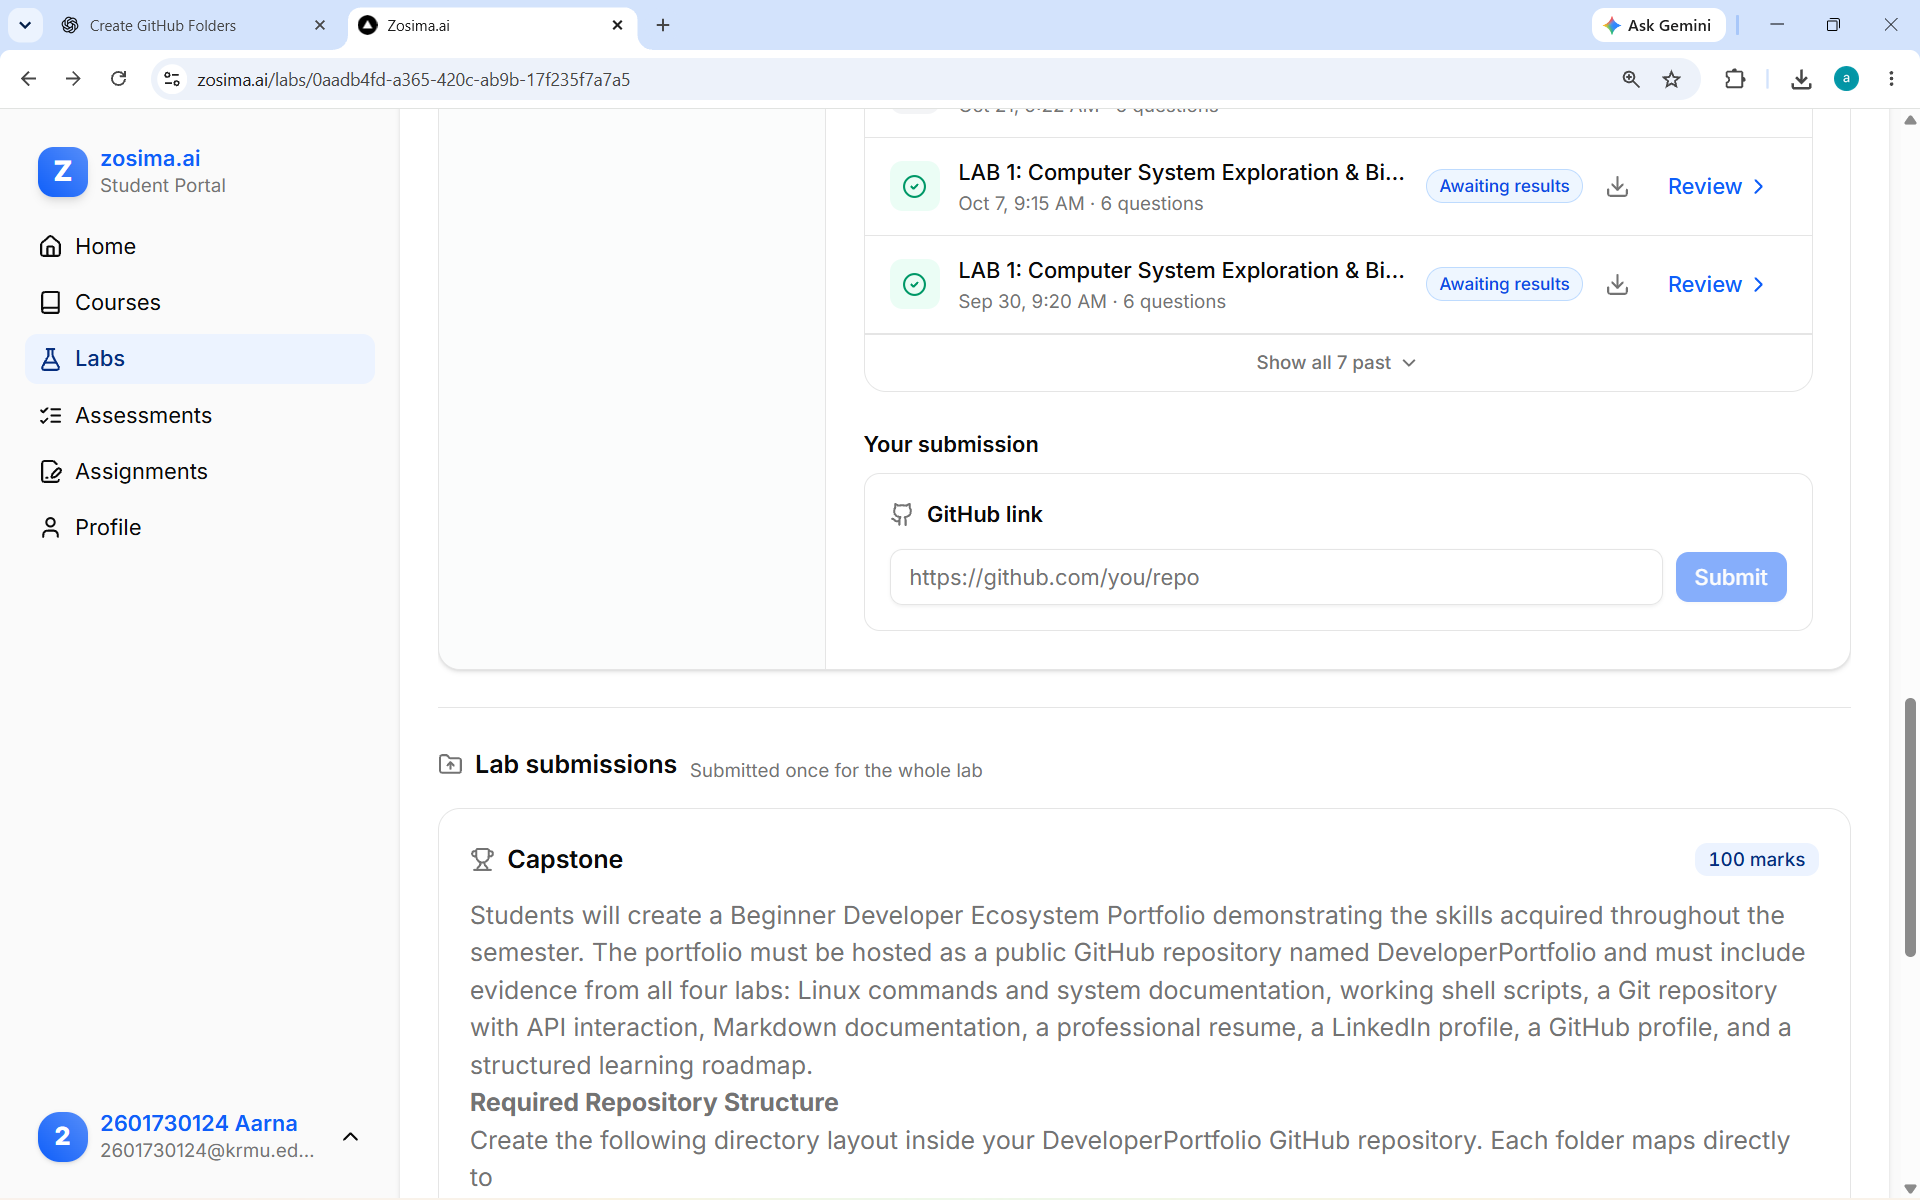 Create GitHub Folders
Zosima.ai
Ask Gemini
zosima.ai/labs/0aadb4fd-a365-420c-ab9b-17f235f7a7a5
a
Z
zosima.ai
Student Portal
Home
Courses
Labs
Assessments
Assignments
Profile
2
2601730124 Aarna
2601730124@krmu.ed...
Oct 21, 9:22 AM
LAB 1: Computer System Exploration & Bi...
Oct 7, 9:15 AM · 6 questions
Awaiting results
Review
LAB 1: Computer System Exploration & Bi...
Sep 30, 9:20 AM · 6 questions
Awaiting results
Review
Show all 7 past
Your submission
GitHub link
https://github.com/you/repo
Submit
Lab submissions
Submitted once for the whole lab
Capstone
100 marks
Students will create a Beginner Developer Ecosystem Portfolio demonstrating the skills acquired throughout the
semester. The portfolio must be hosted as a public GitHub repository named DeveloperPortfolio and must include
evidence from all four labs: Linux commands and system documentation, working shell scripts, a Git repository
with API interaction, Markdown documentation, a professional resume, a LinkedIn profile, a GitHub profile, and a
structured learning roadmap.
Required Repository Structure
Create the following directory layout inside your DeveloperPortfolio GitHub repository. Each folder maps directly
to